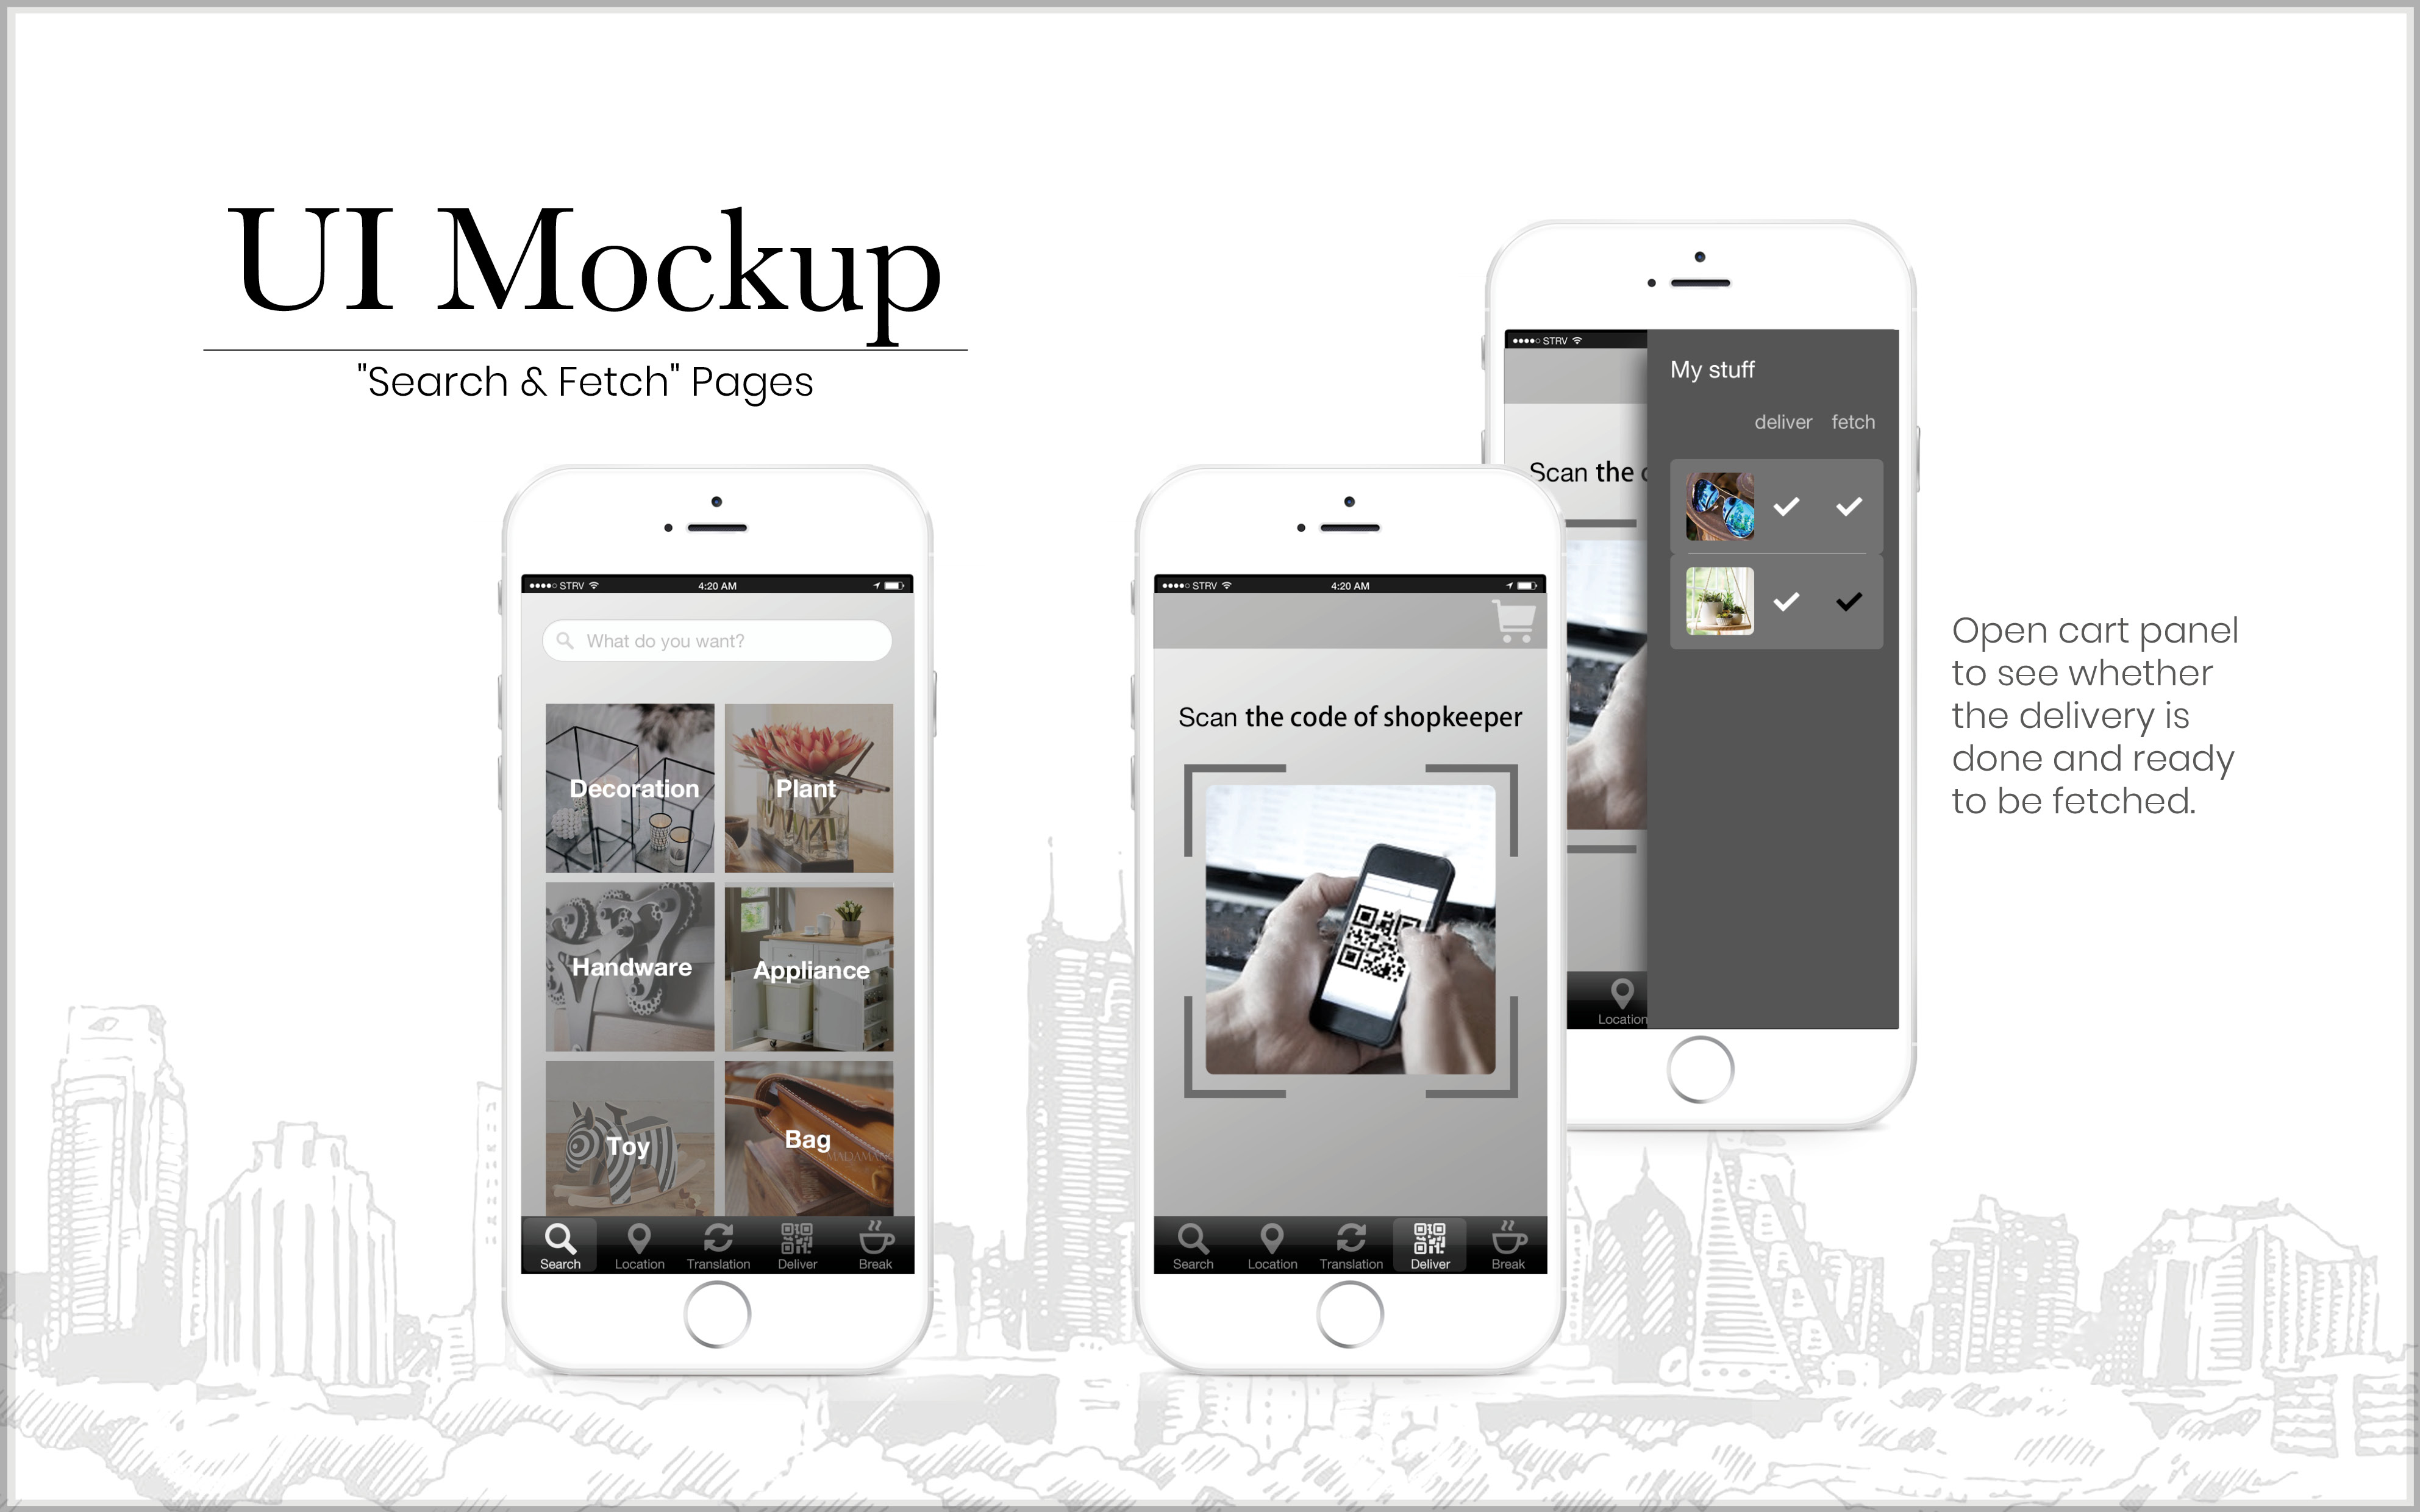 UI Mockup
"Search & Fetch" Pages
STRV
4:20 AM
What do you want?
Decoration
Plant
Handware
Appliance
Toy
Bag
MADAMAN
Search
Location
Translation
Deliver
Break
STRV
4:20 AM
Scan the code of shopkeeper
Search
Location
Translation
Deliver
Break
STRV
Scan the c
Location
My stuff
deliver fetch
Open cart panel
to see whether
the delivery is
done and ready
to be fetched.